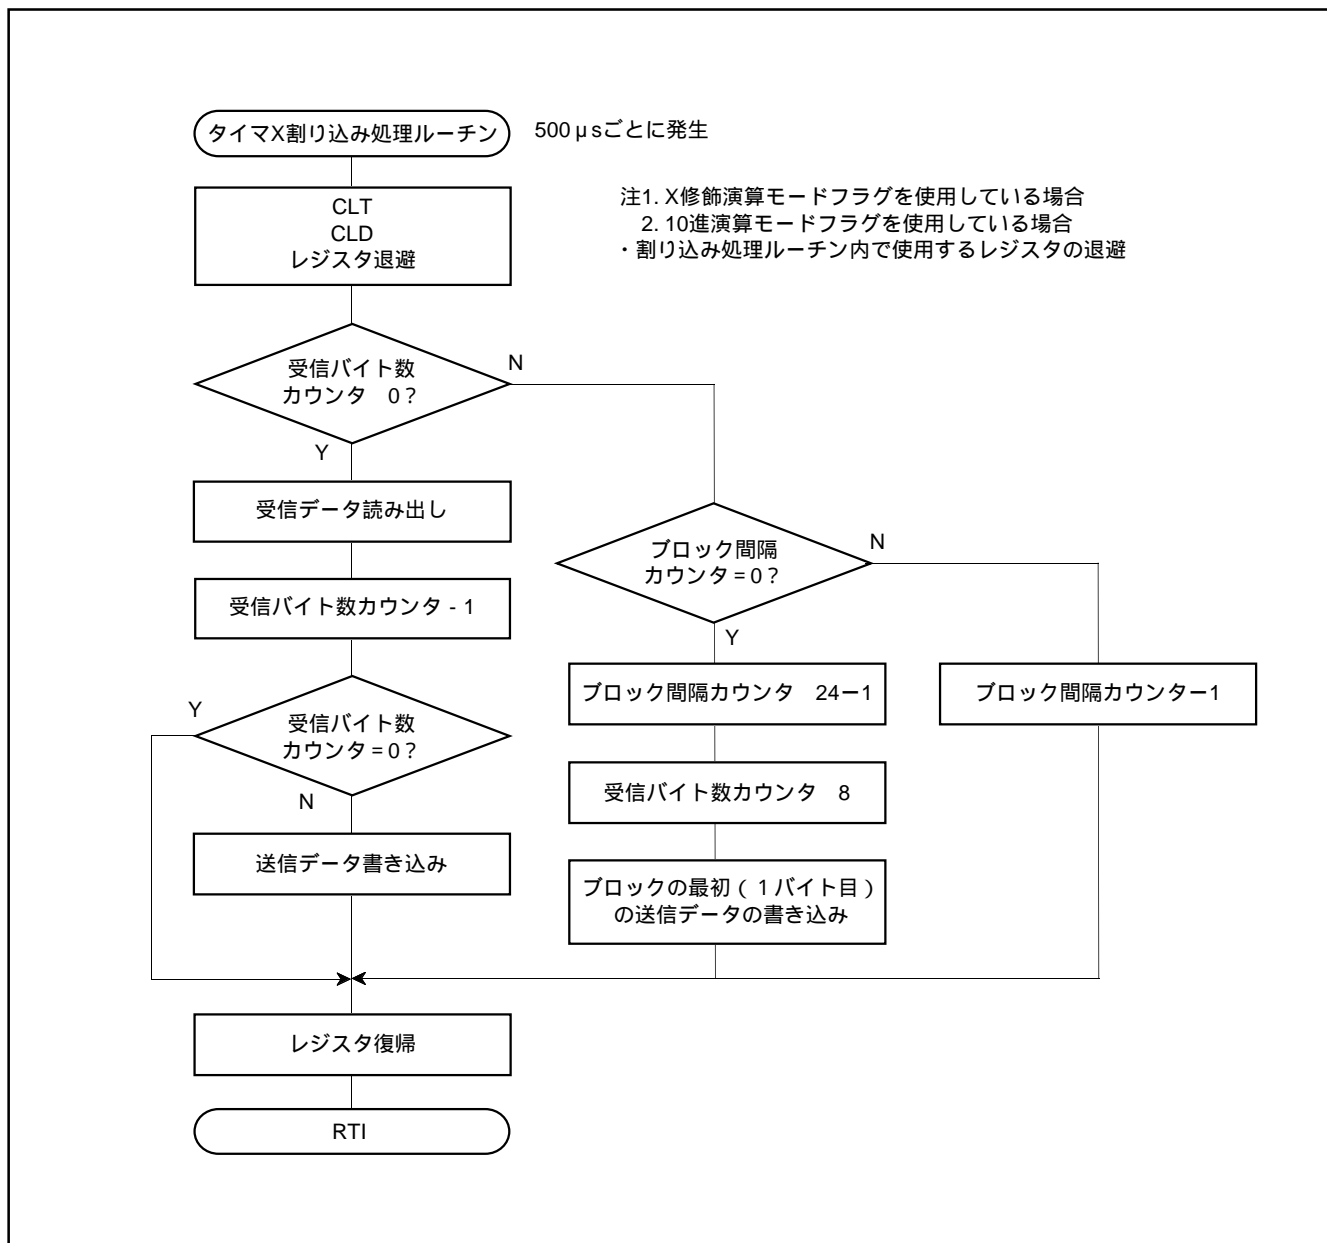 タイマX割り込み処理ルーチン
500μsごとに発生
CLT
CLD
レジスタ退避
注1. X修飾演算モードフラグを使用している場合
2. 10進演算モードフラグを使用している場合
・割り込み処理ルーチン内で使用するレジスタの退避
受信バイト数
カウンタ　0？
N
Y
受信データ読み出し
受信バイト数カウンタ - 1
ブロック間隔
カウンタ = 0？
N
Y
ブロック間隔カウンタ　24ー1
ブロック間隔カウンターー1
受信バイト数
カウンタ = 0？
Y
N
受信バイト数カウンタ　8
送信データ書き込み
ブロックの最初（1バイト目）
の送信データの書き込み
レジスタ復帰
RTI